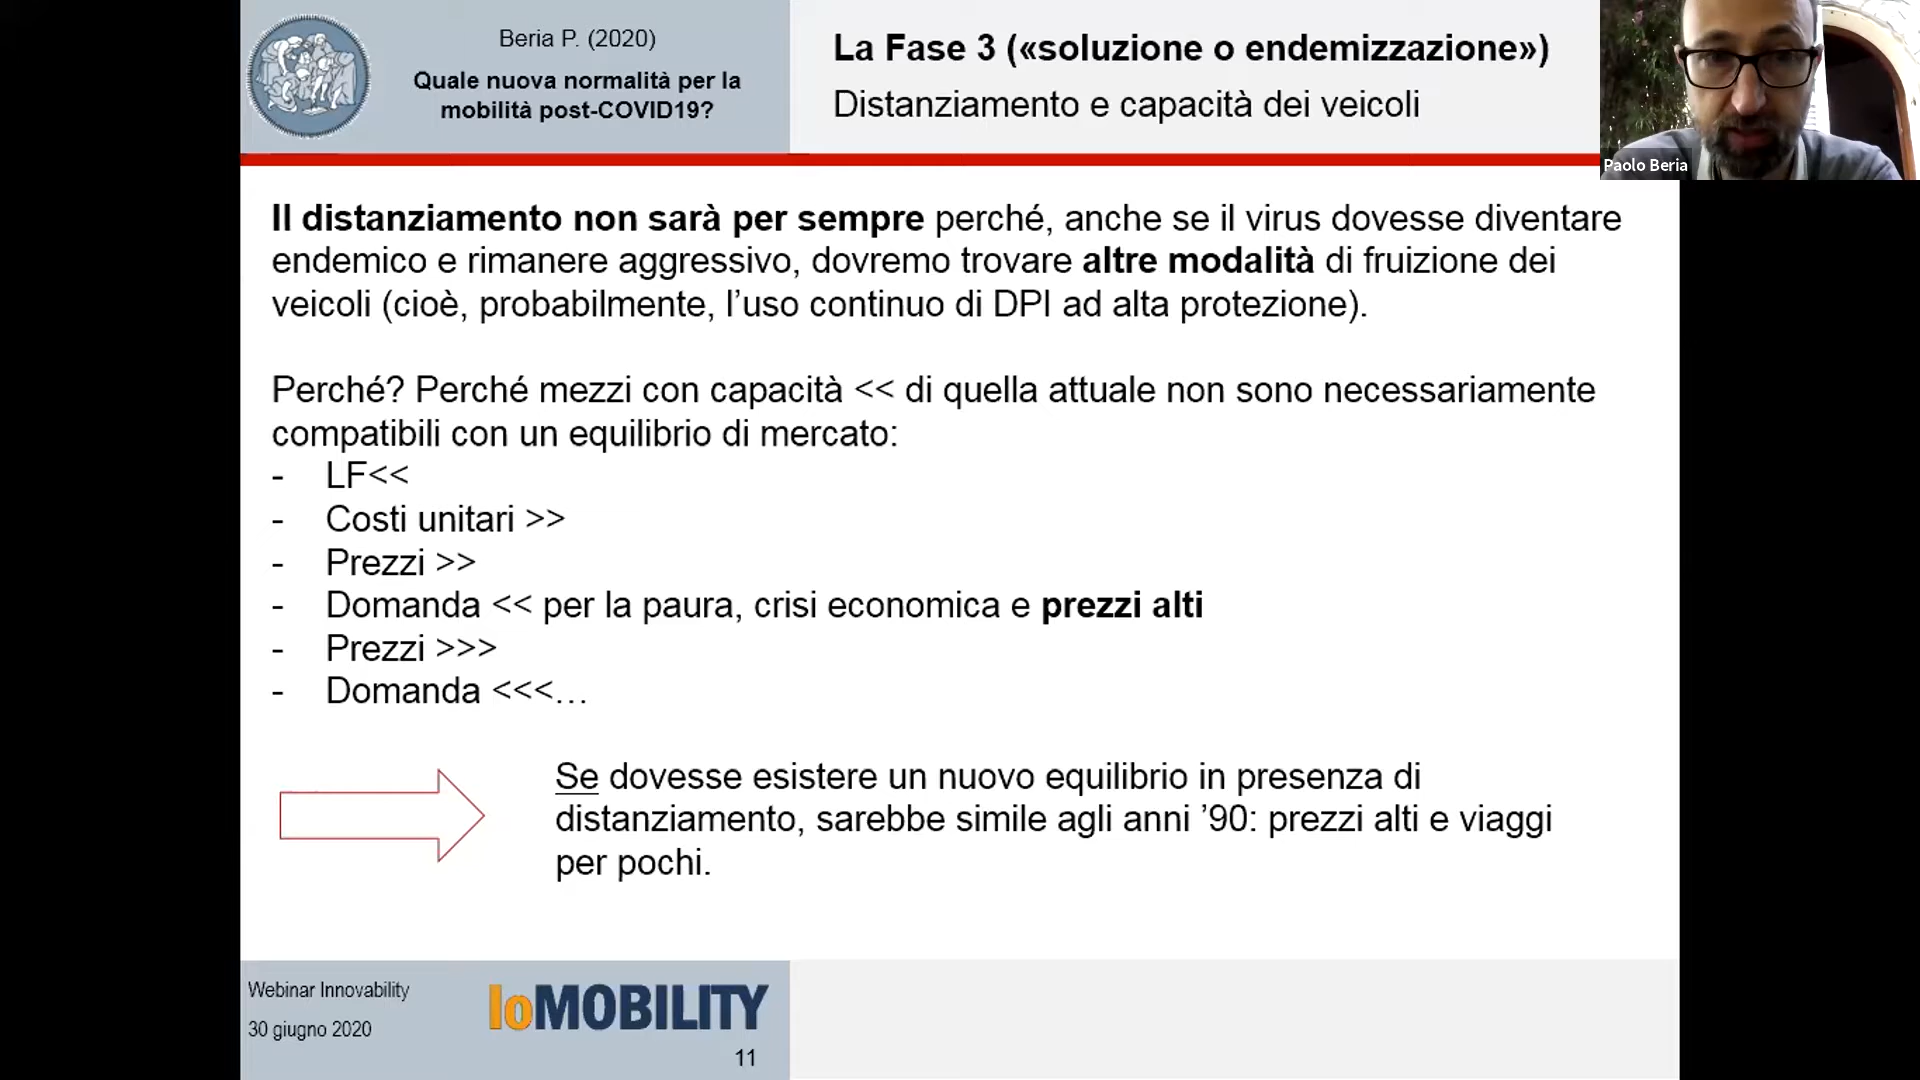 Beria P. (2020)
Quale nuova normalità per la
mobilità post-COVID19?
La Fase 3 («soluzione o endemizzazione»)
Distanziamento e capacità dei veicoli
Paolo Beria
Il distanziamento non sarà per sempre perché, anche se il virus dovesse diventare
endemico e rimanere aggressivo, dovremo trovare altre modalità di fruizione dei
veicoli (cioè, probabilmente, l'uso continuo di DPI ad alta protezione).
Perché? Perché mezzi con capacità << di quella attuale non sono necessariamente
compatibili con un equilibrio di mercato:
- LF<<
- Costi unitari >>
- Prezzi >>
- Domanda << per la paura, crisi economica e prezzi alti
- Prezzi >>>
- Domanda <<<…
Se dovesse esistere un nuovo equilibrio in presenza di
distanziamento, sarebbe simile agli anni ’90: prezzi alti e viaggi
per pochi.
Webinar Innovability
30 giugno 2020
IoMOBILITY
11